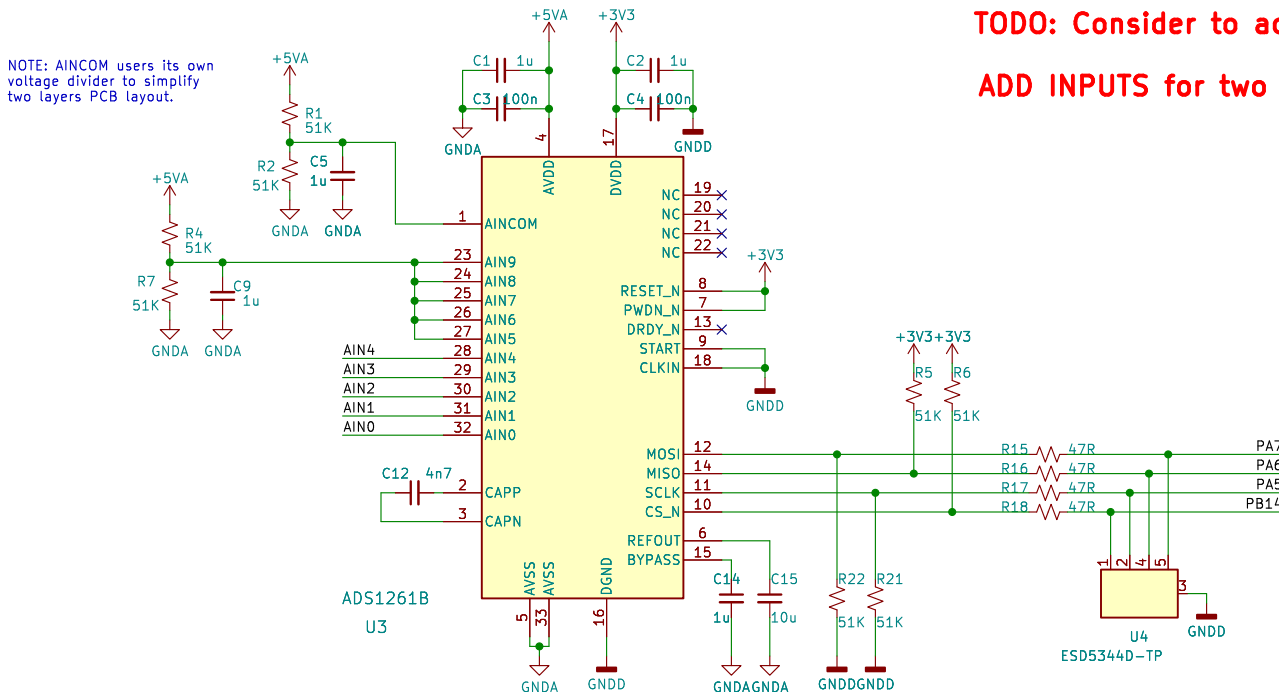 TODO: Consider to
ADD INPUTS for two
NOTE: AINCOM users its own
voltage divider to simplify
two layers PCB layout.
+5VA
+3V3
C1 1u
C2 1u
C3 100n
C4 100n
GNDA
GNDD
4
17
AVDD
DVDD
+5VA
R1
51K
R2
51K
C5
1u
GNDA
GNDA
+5VA
R4
51K
R7
51K
C9
1u
GNDA
GNDA
1 AINCOM
23 AIN9
24 AIN8
25 AIN7
26 AIN6
27 AIN5
AIN4 28 AIN4
AIN3 29 AIN3
AIN2 30 AIN2
AIN1 31 AIN1
AIN0 32 AIN0
C12 4n7
2 CAPP
3 CAPN
NC 19
NC 20
NC 21
NC 22
+3V3
RESET_N 8
PWDN_N 7
DRDY_N 13
START 9
CLKIN 18
GNDD
+3V3
+3V3
R5
51K
R6
51K
MOSI 12 R15 47R PA7
MISO 14 R16 47R PA6
SCLK 11 R17 47R PA5
CS_N 10 R18 47R PB14
REFOUT 6
BYPASS 15
AVSS
AVSS
DGND
5
33
16
GNDA
GNDD
ADS1261B
U3
C14
1u
C15
10u
GNDA
GNDA
R22
51K
R21
51K
GNDD
GNDD
1
2
4
5
3
GNDD
U4
ESD5344D-TP